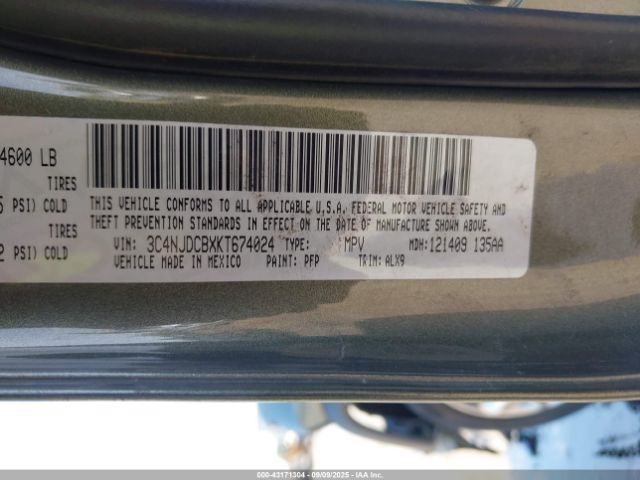 4600 LB
TIRES
5 PSI) COLD
TIRES
2 PSI) COLD
THIS VEHICLE CONFORMS TO ALL APPLICABLE U.S.A. FEDERAL MOTOR VEHICLE SAFETY AND
THEFT PREVENTION STANDARDS IN EFFECT ON THE DATE OF MANUFACTURE SHOWN ABOVE.
VIN: 3C4NJDCBXKT674024 TYPE: MPV MDH: 121409 135AA
VEHICLE MADE IN MEXICO PAINT: PFP TRIM: ALX9
000-43171304 | 09/09/2025 - IAAI.COM